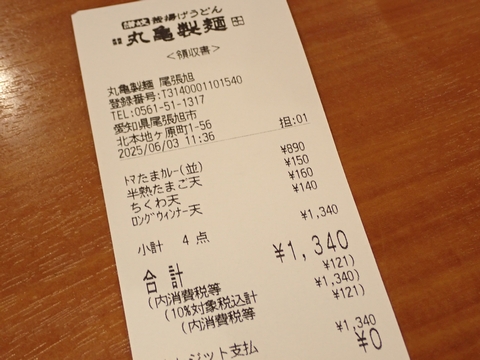 讃岐 釜揚げうどん
丸亀製麺
<領収書>
丸亀製麺 尾張旭
登録番号:T3140001101540
TEL:0561-51-1317
愛知県尾張旭市
北本地ヶ原町1-56
2025/06/03 11:36 担:01
トマたまカレー(並) ¥890
半熟たまご天 ¥150
ちくわ天 ¥160
ロングウィンナー天 ¥140
小計 4点 ¥1,340
合計 ¥1,340
(内消費税等 ¥121)
(10%対象税込計 ¥1,340)
(内消費税等 ¥121)
ジット支払 ¥1,340
¥0